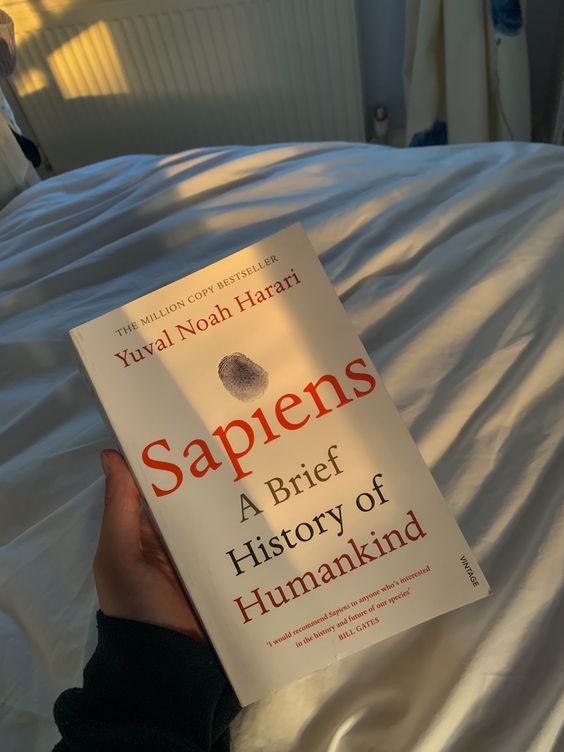 THE MILLION COPY BESTSELLER
Yuval Noah Harari
Sapiens
A Brief
History of
Humankind
'I would recommend Sapiens to anyone who's interested
in the history and future of our species'
BILL GATES
VINTAGE